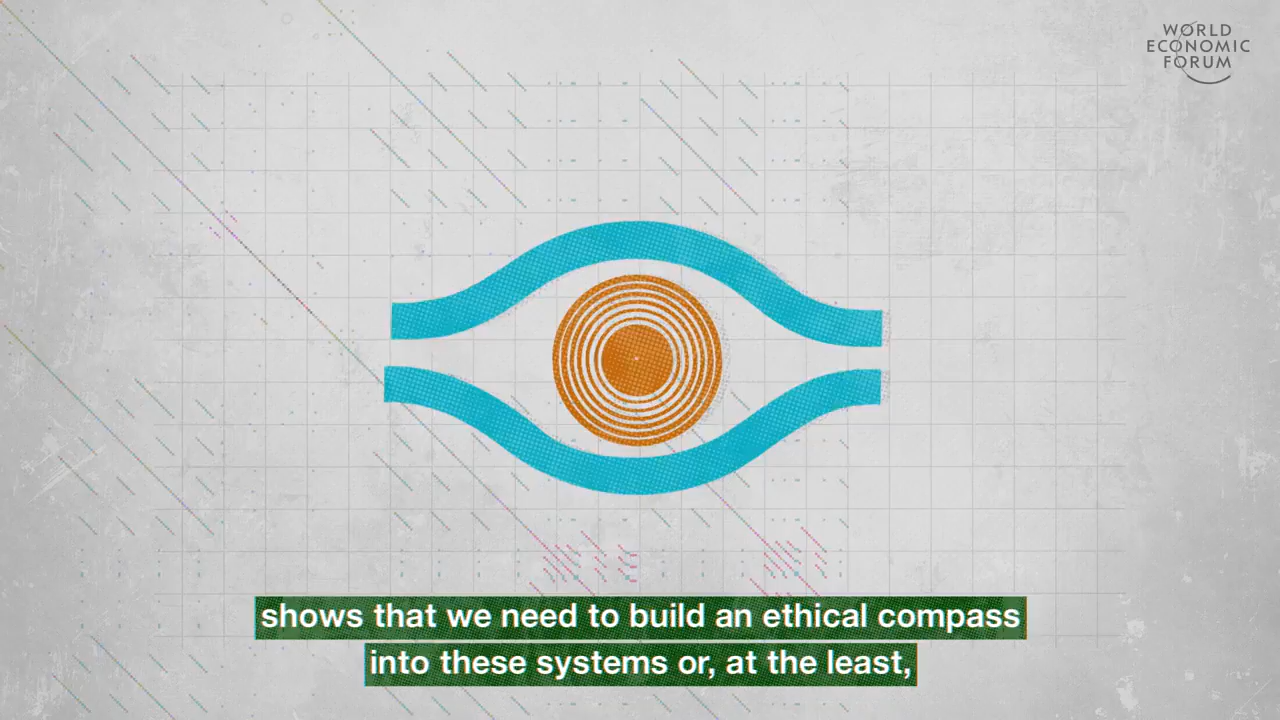 WORLD
ECONOMIC
FORUM
shows that we need to build an ethical compass
into these systems or, at the least,